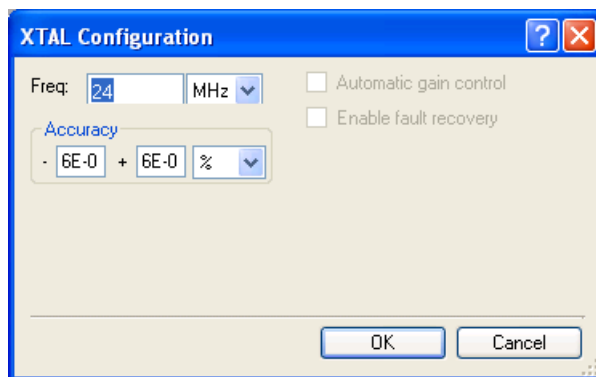 XTAL Configuration
Freq: 24 MHz
Automatic gain control
Enable fault recovery
Accuracy
- 6E-0 + 6E-0 %
OK Cancel